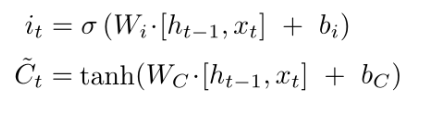 i_t = σ (W_i·[h_{t−1}, x_t] + b_i)
C̃_t = tanh(W_C·[h_{t−1}, x_t] + b_C)